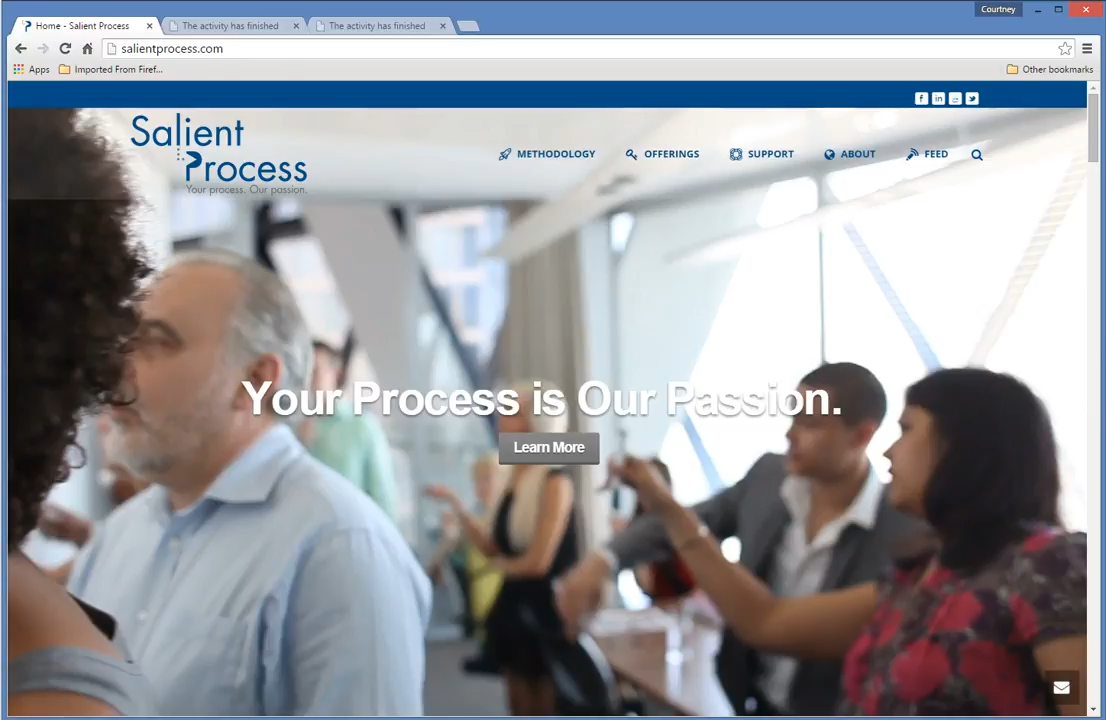 Courtney
Home - Salient Process
The activity has finished
The activity has finished
salientprocess.com
Apps
Imported From Firef...
Other bookmarks
Salient
Process
Your process. Our passion.
METHODOLOGY
OFFERINGS
SUPPORT
ABOUT
FEED
Your Process is Our Passion.
Learn More